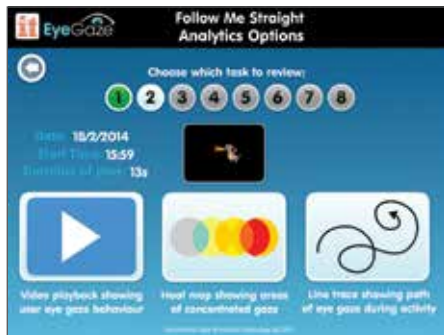 it EyeGaze
Follow Me Straight
Analytics Options
Choose which task to review:
1 2 3 4 5 6 7 8
Date: 18/2/2014
Start Time: 15:59
Duration of play: 13s
Video playback showing
user eye gaze behaviour
Heat map showing areas
of concentrated gaze
Line trace showing path
of eye gaze during activity